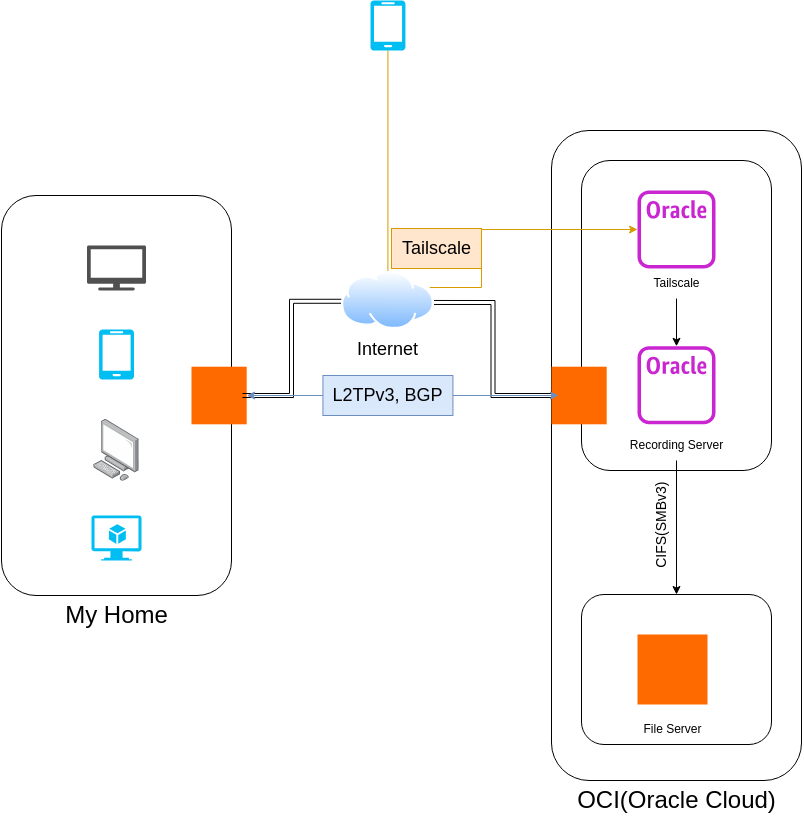 Oracle
Tailscale
Tailscale
Internet
Oracle
L2TPv3, BGP
Recording Server
CIFS(SMBv3)
My Home
File Server
OCI(Oracle Cloud)